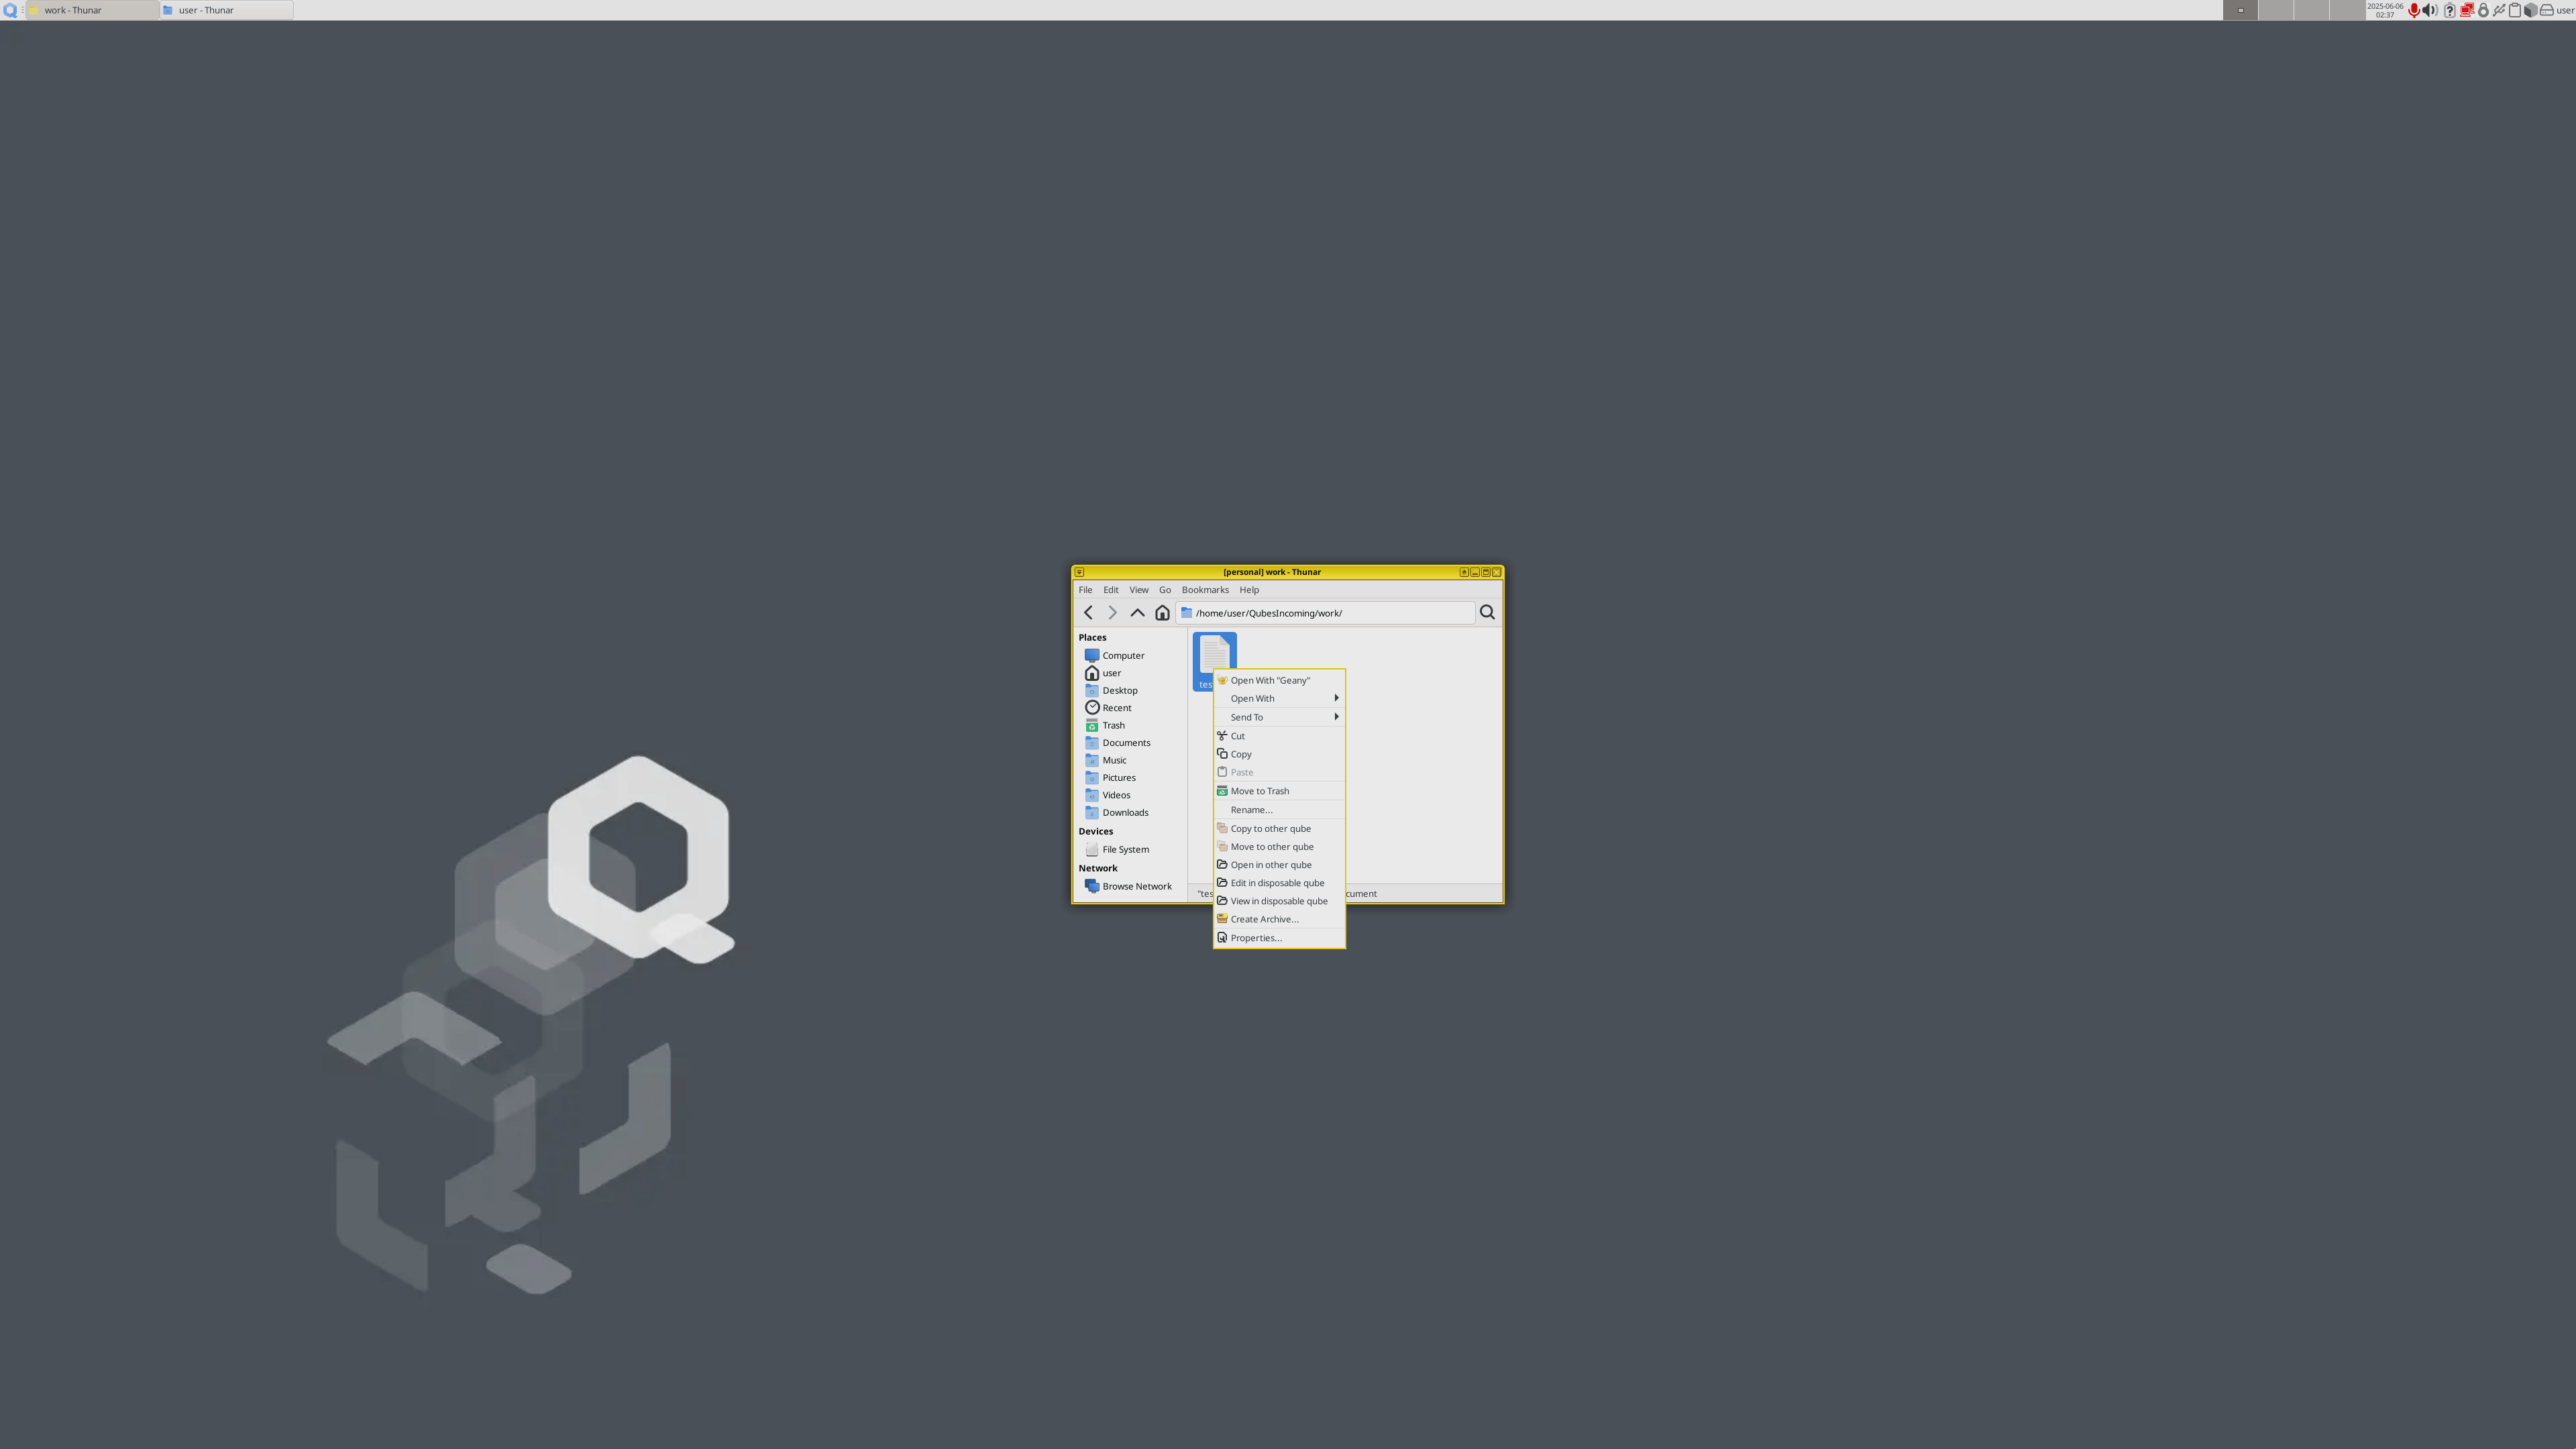 work - Thunar
user - Thunar
2025-06-06
02:37
user
[personal] work - Thunar
File Edit View Go Bookmarks Help
/home/user/QubesIncoming/work/
Places
Computer
user
Desktop
Recent
Trash
Documents
Music
Pictures
Videos
Downloads
Devices
File System
Network
Browse Network
tes
Open With "Geany"
Open With
Send To
Cut
Copy
Paste
Move to Trash
Rename...
Copy to other qube
Move to other qube
Open in other qube
Edit in disposable qube
View in disposable qube
Create Archive...
Properties...
"tes
cument